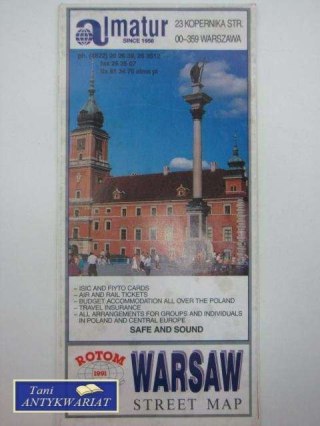 almatur
SINCE 1956
23 KOPERNIKA STR.
00–359 WARSZAWA
– ISIC AND FIYTO CARDS
– AIR AND RAIL TICKETS
– BUDGET ACCOMMODATION ALL OVER THE POLAND
– TRAVEL INSURANCE
– ALL ARRANGEMENTS FOR GROUPS AND INDIVIDUALS
IN POLAND AND CENTRAL EUROPE
SAFE AND SOUND
ROTOM
1991
WARSAW
STREET MAP
Tani
ANTYKWARIAT